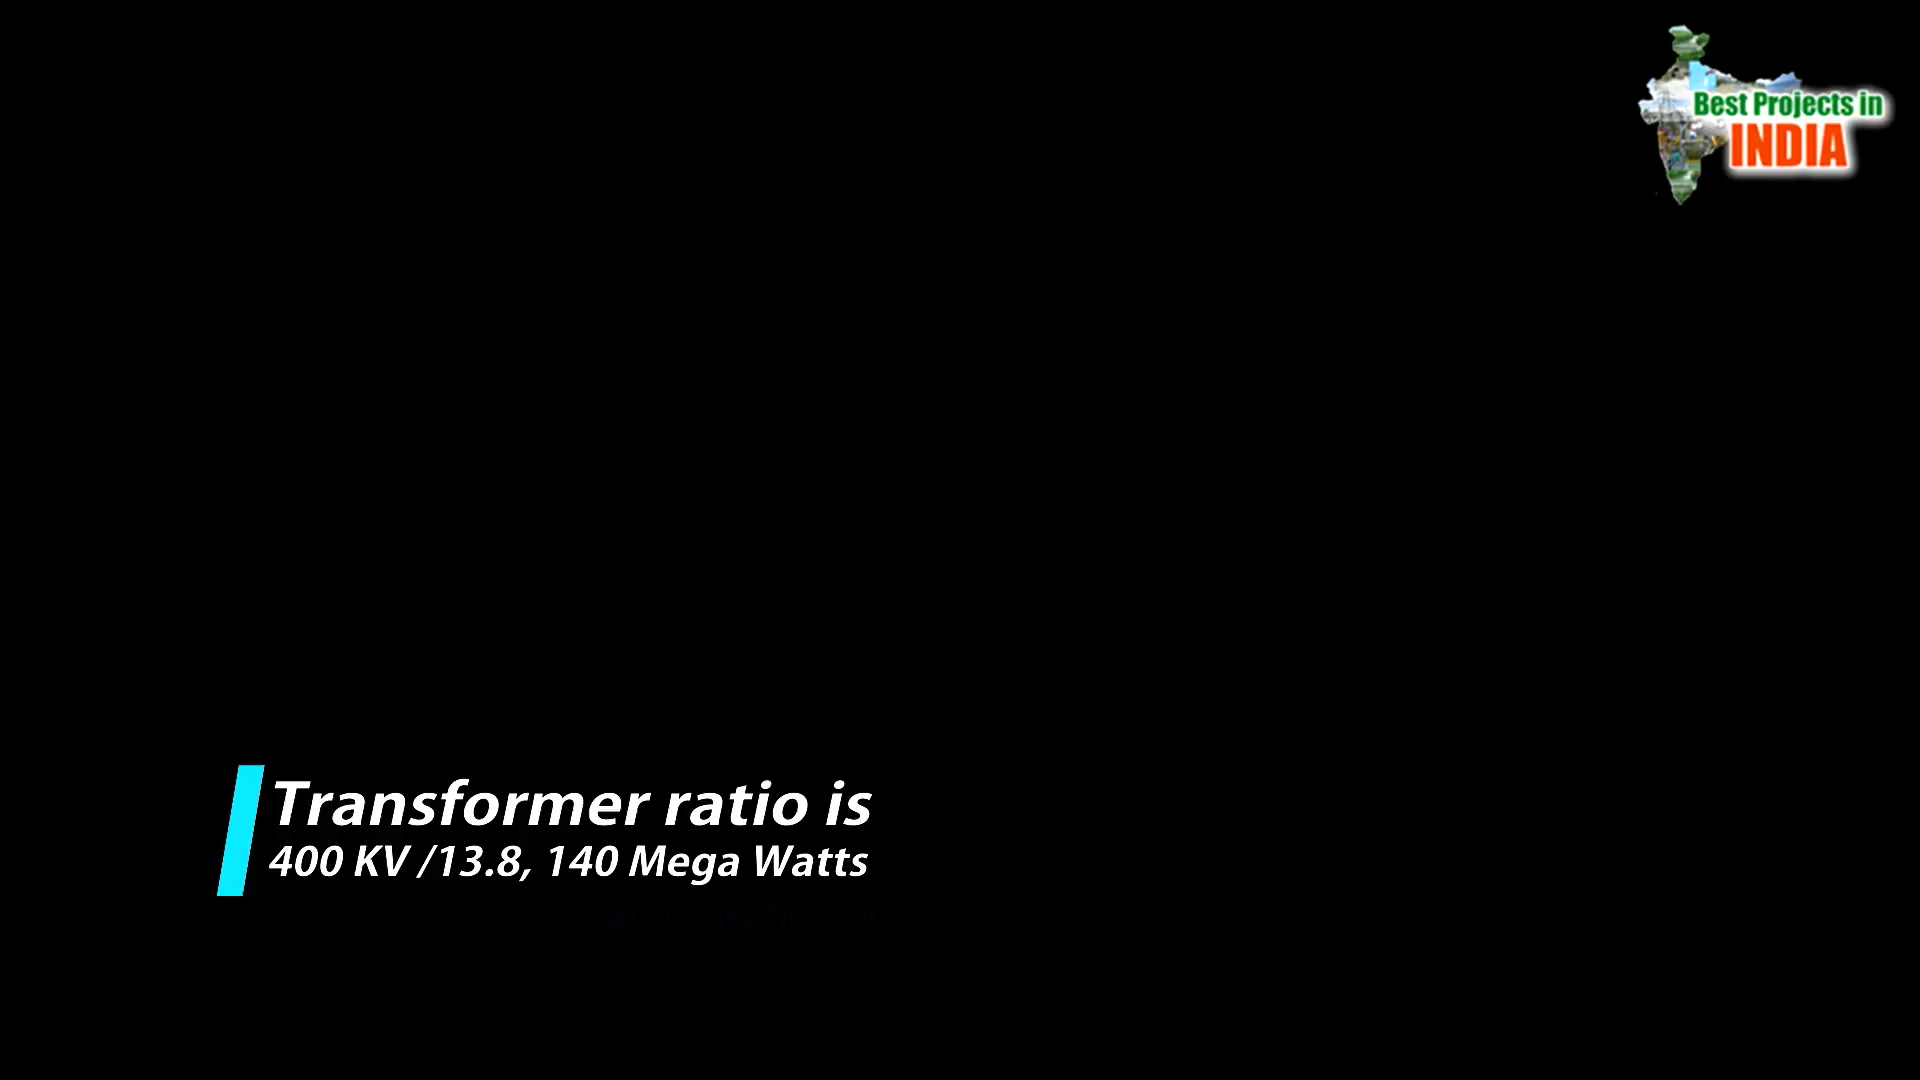 Best Projects in
INDIA
Transformer ratio is
400 KV /13.8, 140 Mega Watts